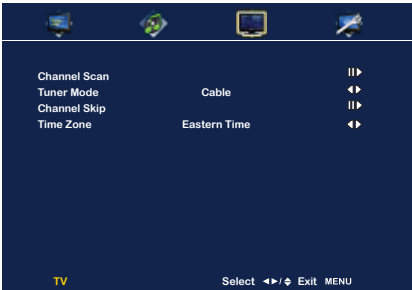 Channel Scan
Tuner Mode Cable
Channel Skip
Time Zone Eastern Time
TV Select ◄►/◆ Exit MENU